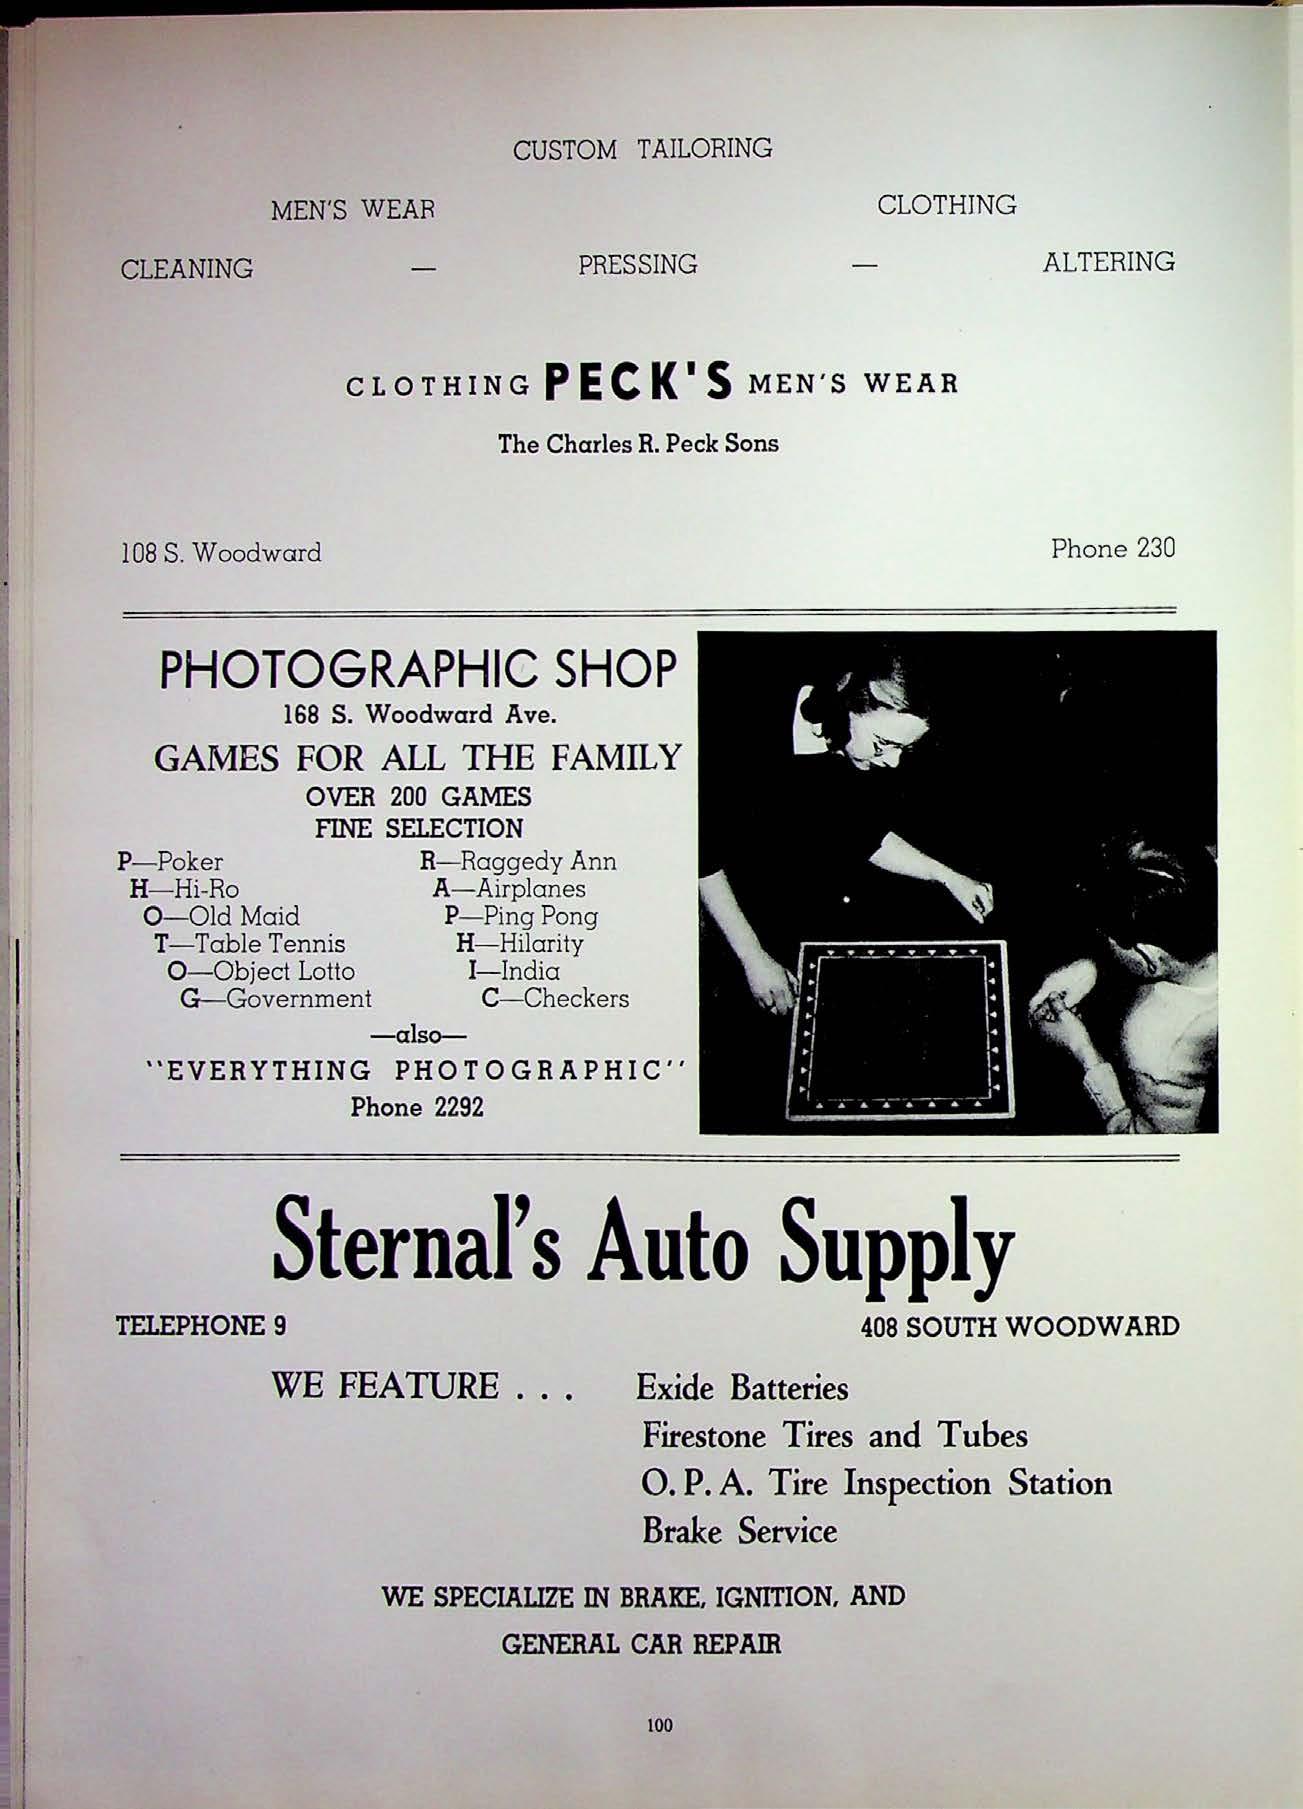 CUSTOM TAILORING
MEN'S WEAR CLOTHING
CLEANING — PRESSING — ALTERING
CLOTHING PECK'S MEN'S WEAR
The Charles R. Peck Sons
108 S. Woodward Phone 230
PHOTOGRAPHIC SHOP
168 S. Woodward Ave.
GAMES FOR ALL THE FAMILY
OVER 200 GAMES
FINE SELECTION
P—Poker
H—Hi-Ro
O—Old Maid
T—Table Tennis
O—Object Lotto
G—Government
R—Raggedy Ann
A—Airplanes
P—Ping Pong
H—Hilarity
I—India
C—Checkers
—also—
"EVERYTHING PHOTOGRAPHIC"
Phone 2292
Sternal's Auto Supply
TELEPHONE 9 408 SOUTH WOODWARD
WE FEATURE . . . Exide Batteries
Firestone Tires and Tubes
O. P. A. Tire Inspection Station
Brake Service
WE SPECIALIZE IN BRAKE, IGNITION, AND
GENERAL CAR REPAIR
100